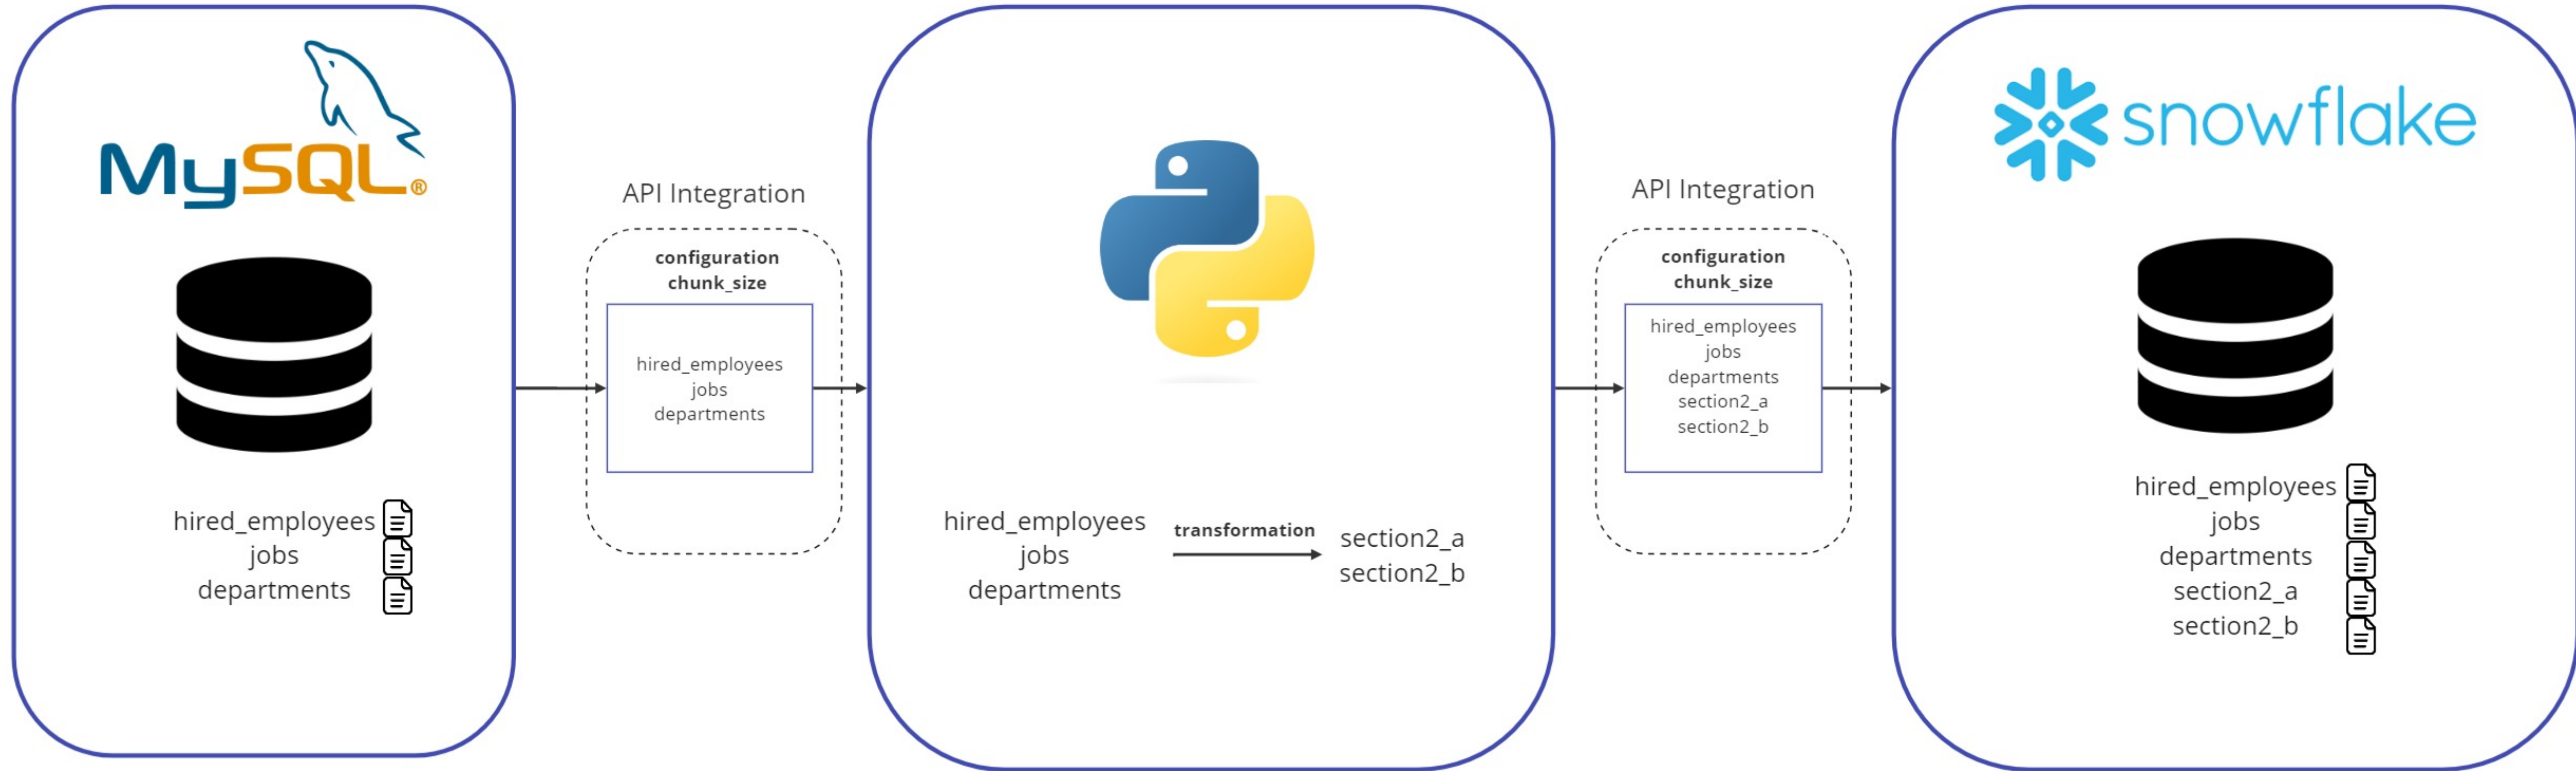 MySQL®
hired_employees
jobs
departments
API Integration
configuration
chunk_size
hired_employees
jobs
departments
hired_employees
jobs
departments
transformation
section2_a
section2_b
API Integration
configuration
chunk_size
hired_employees
jobs
departments
section2_a
section2_b
snowflake
hired_employees
jobs
departments
section2_a
section2_b